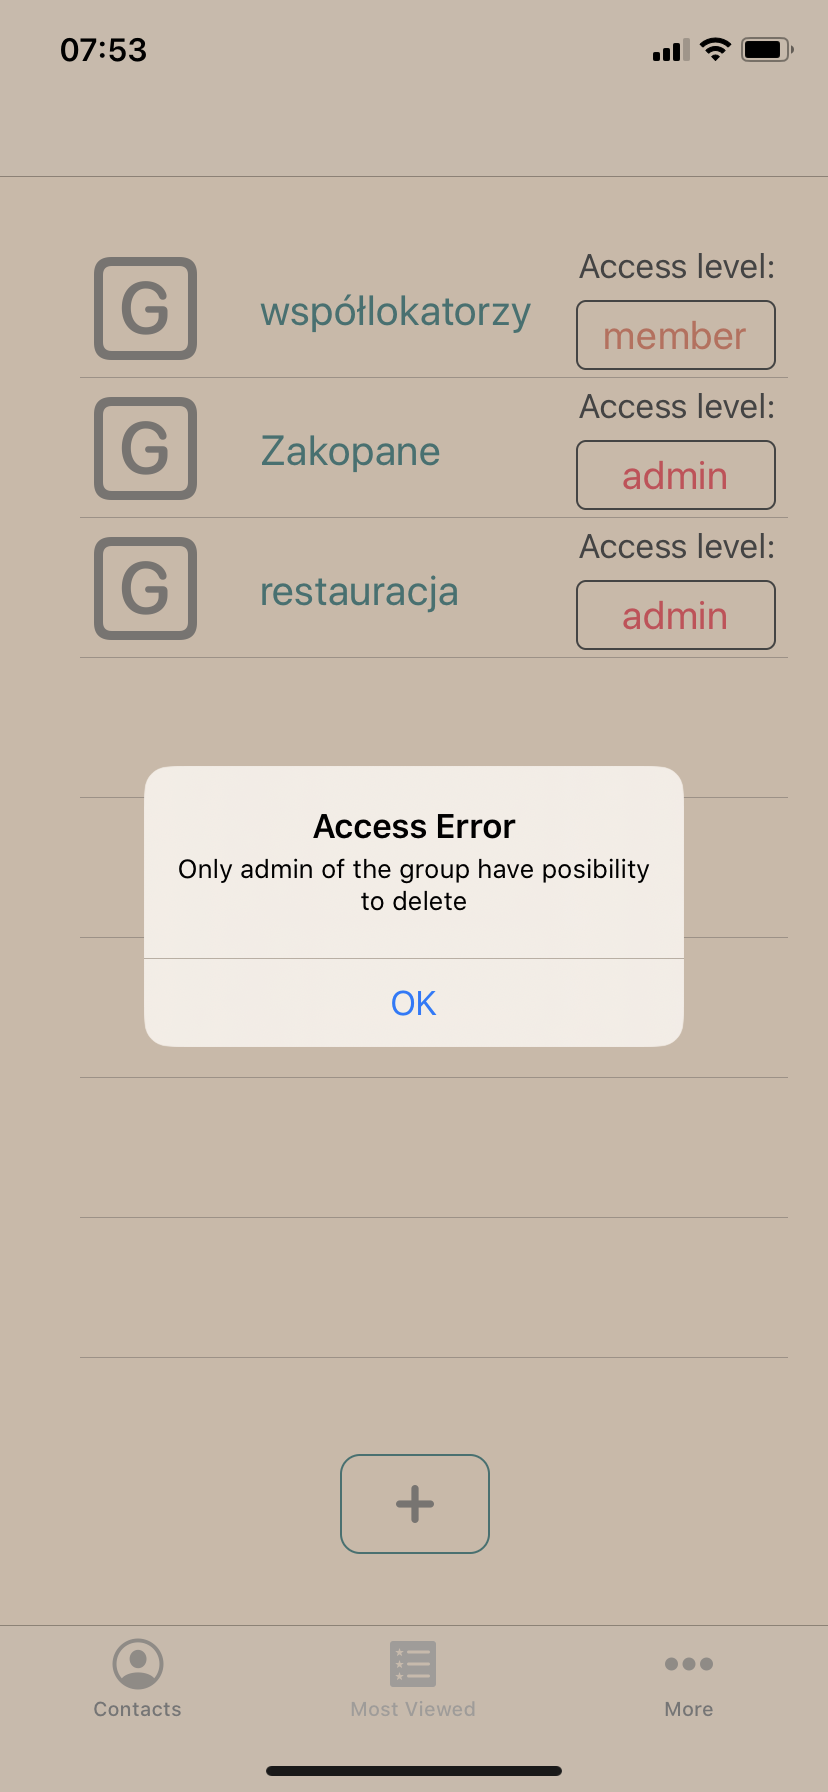 07:53
Access level:
G
współlokatorzy
member
Access level:
G
Zakopane
admin
Access level:
G
restauracja
admin
Access Error
Only admin of the group have posibility
to delete
OK
+
Contacts
Most Viewed
More